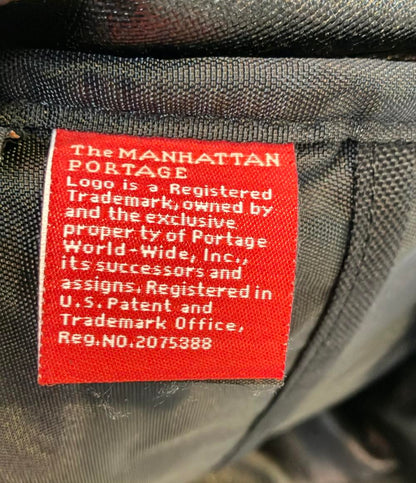 The MANHATTAN
PORTAGE
Logo is a Registered
Trademark, owned by
and the exclusive
property of Portage
World-Wide, Inc.,
its successors and
assigns. Registered in
U.S. Patent and
Trademark Office,
Reg.NO.2075388